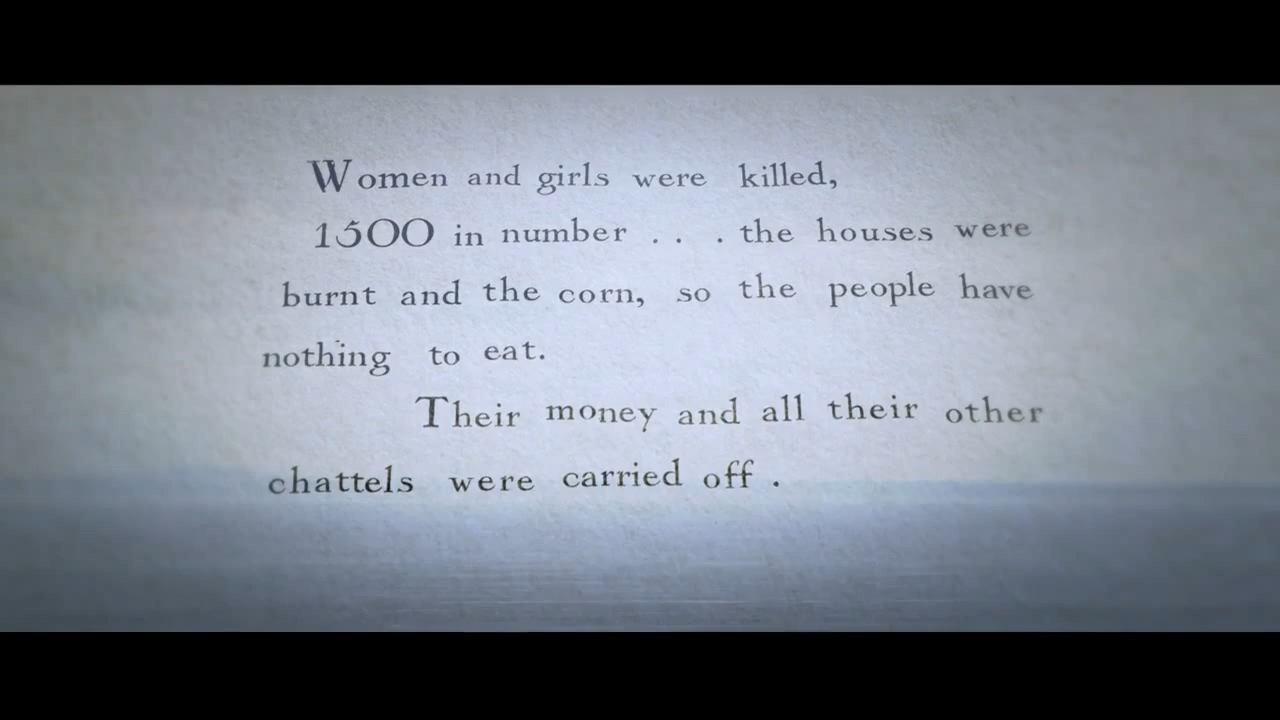 Women and girls were killed,
1500 in number . . . the houses were
burnt and the corn, so the people have
nothing to eat.
Their money and all their other
chattels were carried off .